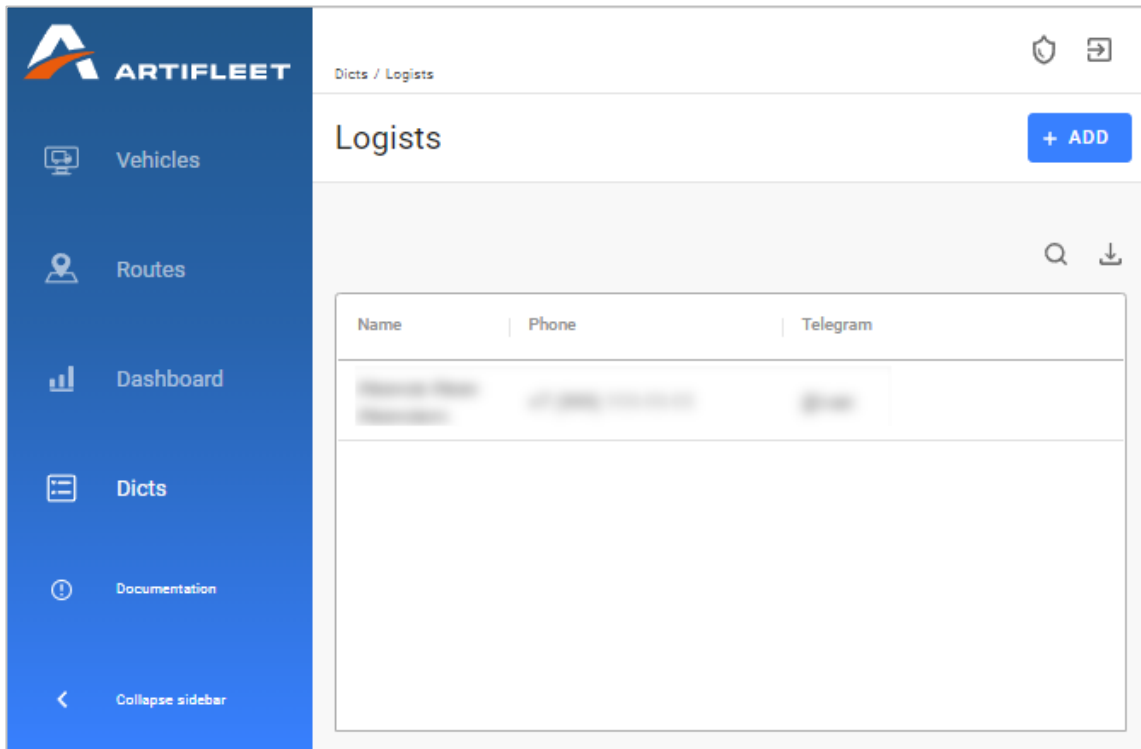 ARTIFLEET
Vehicles
Routes
Dashboard
Dicts
Documentation
Collapse sidebar
Dicts / Logists
Logists
+ ADD
Name Phone Telegram